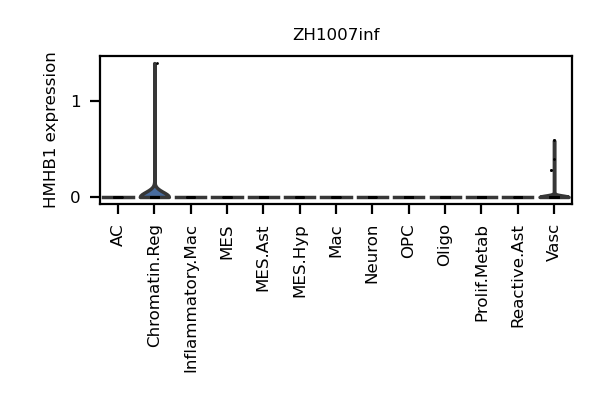 ZH1007inf
HMHB1 expression
1
0
AC
Chromatin.Reg
Inflammatory.Mac
MES
MES.Ast
MES.Hyp
Mac
Neuron
OPC
Oligo
Prolif.Metab
Reactive.Ast
Vasc